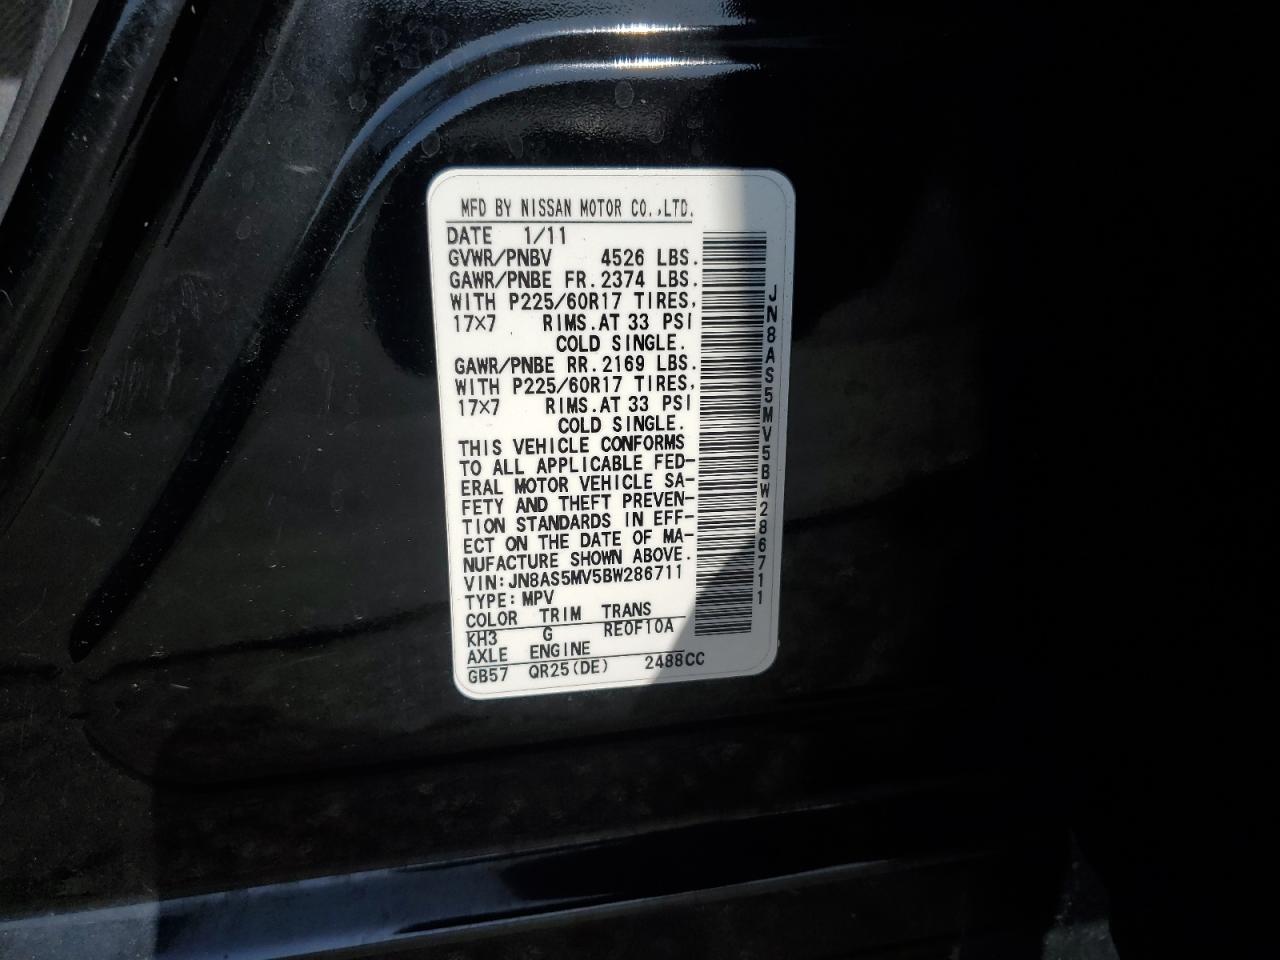 MFD BY NISSAN MOTOR CO.,LTD.
DATE 1/11
GVWR/PNBV 4526 LBS.
GAWR/PNBE FR.2374 LBS.
WITH P225/60R17 TIRES,
17×7 RIMS.AT 33 PSI
COLD SINGLE.
GAWR/PNBE RR.2169 LBS.
WITH P225/60R17 TIRES,
17×7 RIMS.AT 33 PSI
COLD SINGLE.
THIS VEHICLE CONFORMS
TO ALL APPLICABLE FED-
ERAL MOTOR VEHICLE SA-
FETY AND THEFT PREVEN-
TION STANDARDS IN EFF-
ECT ON THE DATE OF MA-
NUFACTURE SHOWN ABOVE.
VIN:JN8AS5MV5BW286711
TYPE:MPV
COLOR TRIM TRANS
KH3 G RE0F10A
AXLE ENGINE
GB57 QR25(DE) 2488CC
JN8AS5MV5BW286711